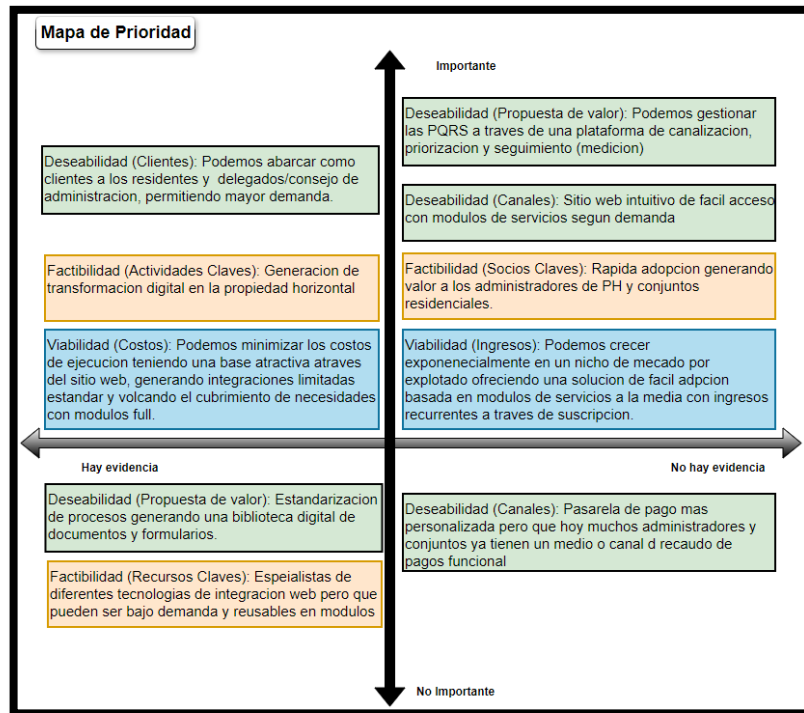 Mapa de Prioridad
Importante
Deseabilidad (Propuesta de valor): Podemos gestionar
las PQRS a traves de una plataforma de canalizacion,
priorizacion y seguimiento (medicion)
Deseabilidad (Clientes): Podemos abarcar como
clientes a los residentes y delegados/consejo de
administracion, permitiendo mayor demanda.
Deseabilidad (Canales): Sitio web intuitivo de facil acceso
con modulos de servicios segun demanda
Factibilidad (Actividades Claves): Generacion de
transformacion digital en la propiedad horizontal
Factibilidad (Socios Claves): Rapida adopcion generando
valor a los administradores de PH y conjuntos
residenciales.
Viabilidad (Costos): Podemos minimizar los costos
de ejecucion teniendo una base atractiva atraves
del sitio web, generando integraciones limitadas
estandar y volcando el cubrimiento de necesidades
con modulos full.
Viabilidad (Ingresos): Podemos crecer
exponenecialmente en un nicho de mecado por
explotado ofreciendo una solucion de facil adpcion
basada en modulos de servicios a la media con ingresos
recurrentes a traves de suscripcion.
Hay evidencia
No hay evidencia
Deseabilidad (Propuesta de valor): Estandarizacion
de procesos generando una biblioteca digital de
documentos y formularios.
Deseabilidad (Canales): Pasarela de pago mas
personalizada pero que hoy muchos administradores y
conjuntos ya tienen un medio o canal d recaudo de
pagos funcional
Factibilidad (Recursos Claves): Espeialistas de
diferentes tecnologias de integracion web pero que
pueden ser bajo demanda y reusables en modulos
No Importante